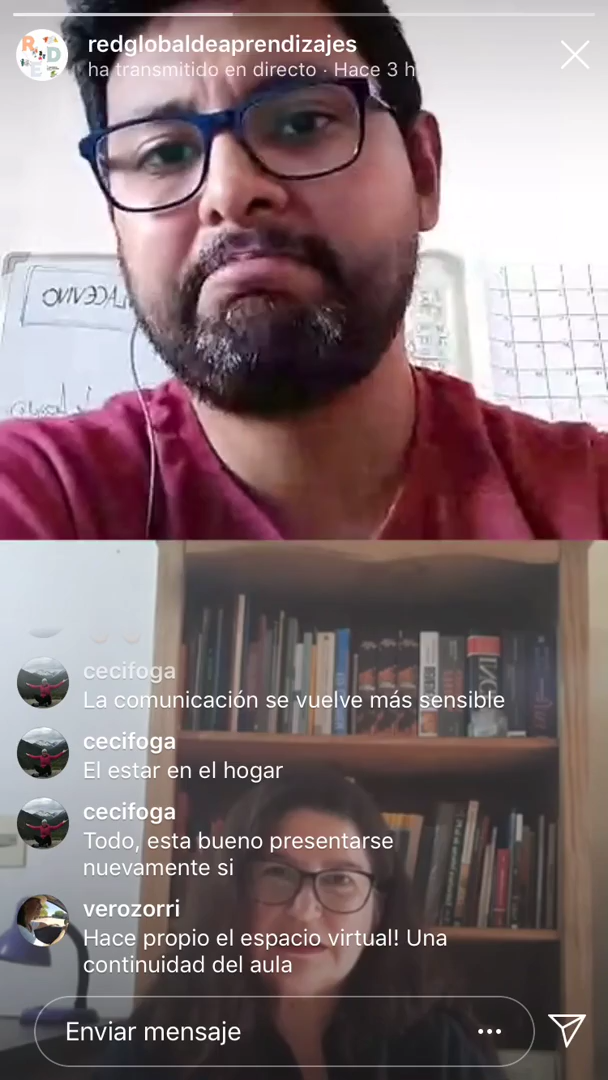 redglobaldeaprendizajes
ha transmitido en directo · Hace 3 h
cecifoga
La comunicación se vuelve más sensible
cecifoga
El estar en el hogar
cecifoga
Todo, esta bueno presentarse
nuevamente si
verozorri
Hace propio el espacio virtual! Una
continuidad del aula
Enviar mensaje